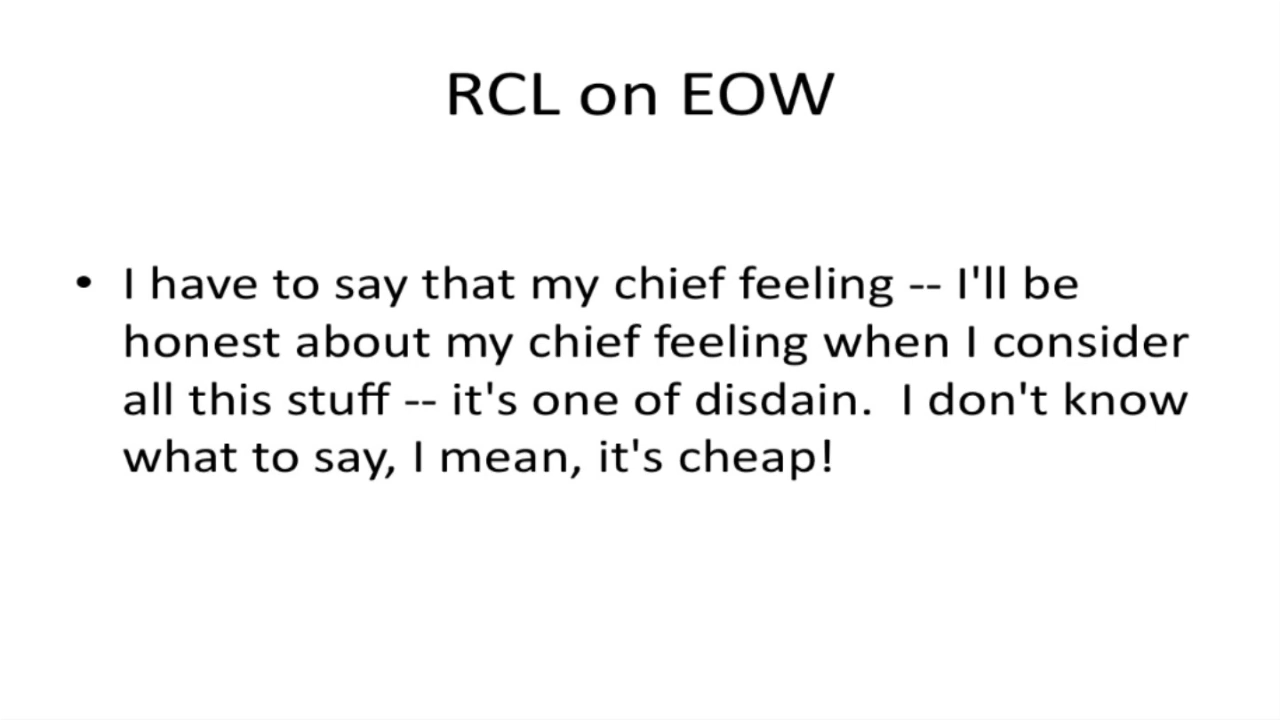 RCL on EOW
• I have to say that my chief feeling -- I'll be
honest about my chief feeling when I consider
all this stuff -- it's one of disdain.  I don't know
what to say, I mean, it's cheap!